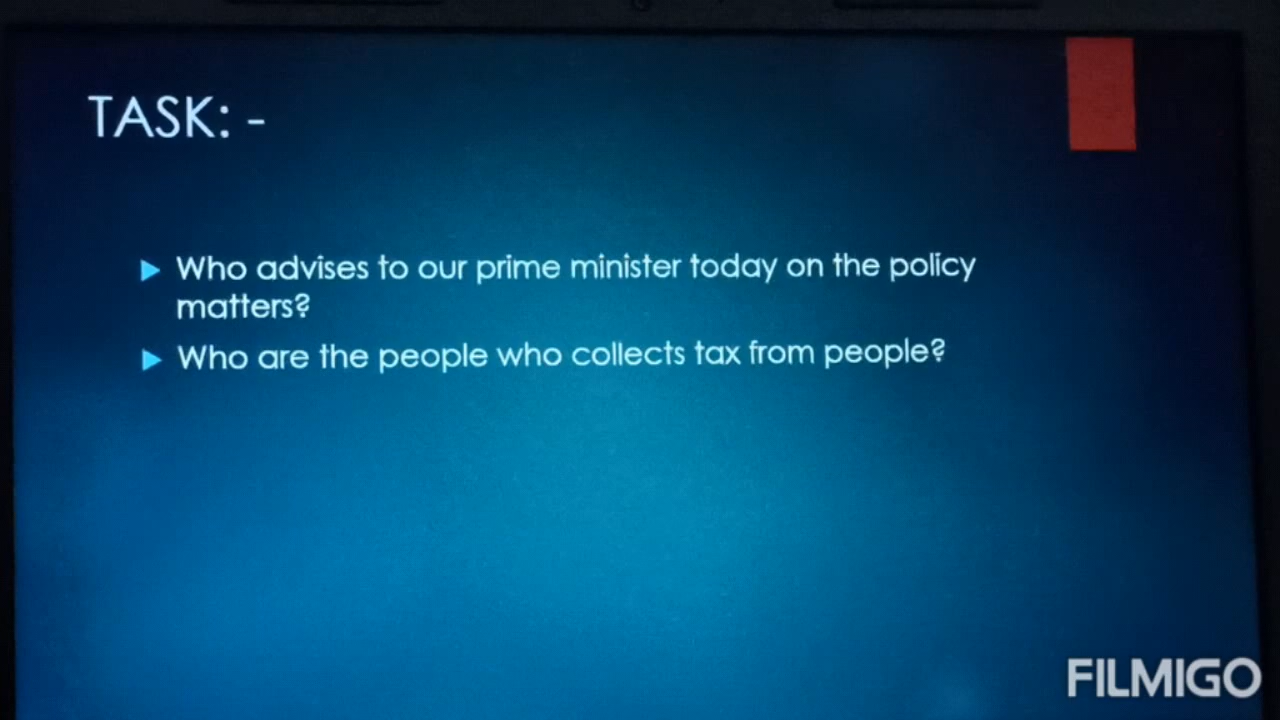 TASK: -
Who advises to our prime minister today on the policy
matters?
Who are the people who collects tax from people?
FILMIGO